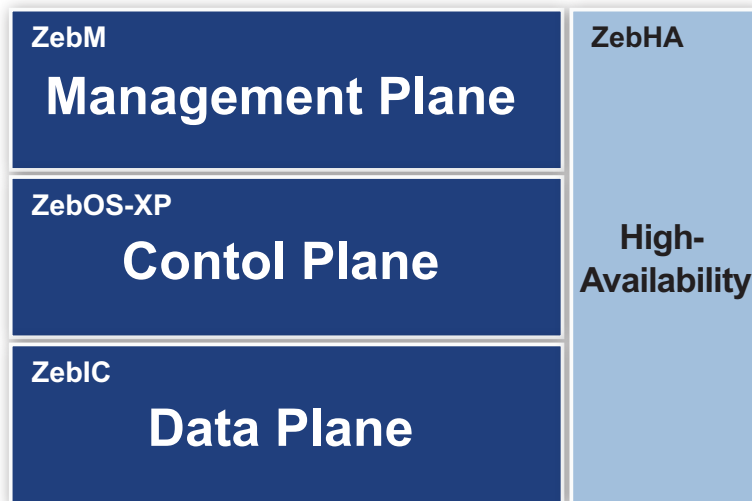 ZebM
Management Plane
ZebOS-XP
Contol Plane
ZebIC
Data Plane
ZebHA
High-
Availability